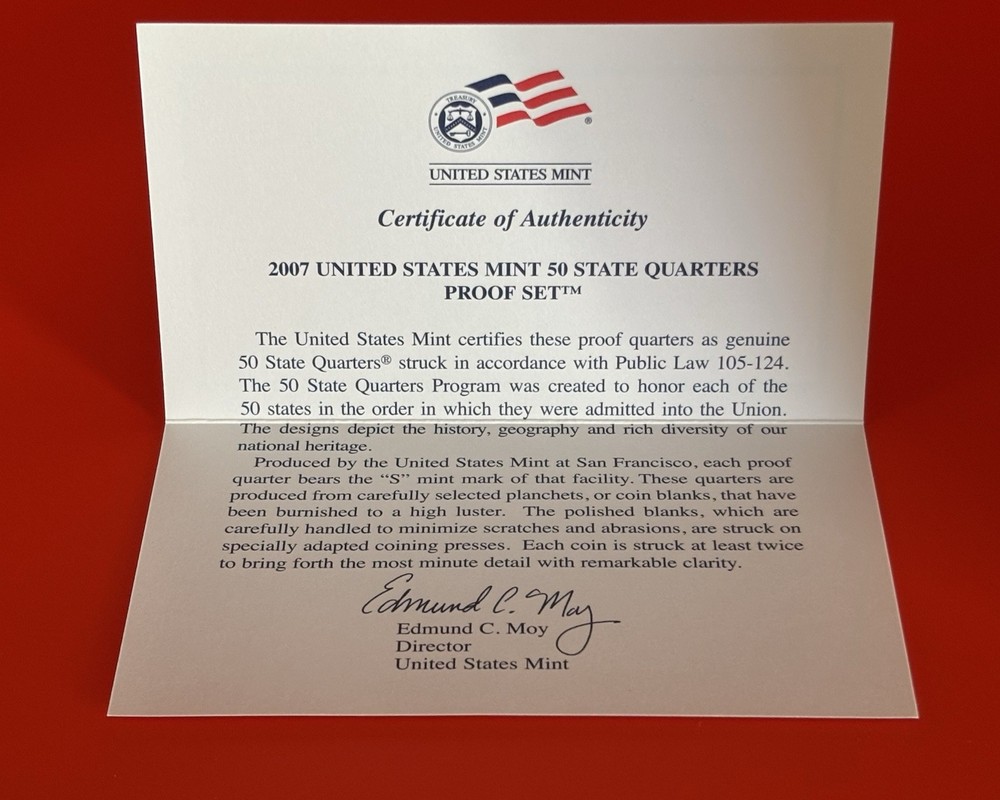 TREASURY
UNITED STATES MINT
®
UNITED STATES MINT
Certificate of Authenticity
2007 UNITED STATES MINT 50 STATE QUARTERS
PROOF SET™
The United States Mint certifies these proof quarters as genuine
50 State Quarters® struck in accordance with Public Law 105-124.
The 50 State Quarters Program was created to honor each of the
50 states in the order in which they were admitted into the Union.
The designs depict the history, geography and rich diversity of our
national heritage.
Produced by the United States Mint at San Francisco, each proof
quarter bears the “S” mint mark of that facility. These quarters are
produced from carefully selected planchets, or coin blanks, that have
been burnished to a high luster. The polished blanks, which are
carefully handled to minimize scratches and abrasions, are struck on
specially adapted coining presses. Each coin is struck at least twice
to bring forth the most minute detail with remarkable clarity.
Edmund C. Moy
Edmund C. Moy
Director
United States Mint